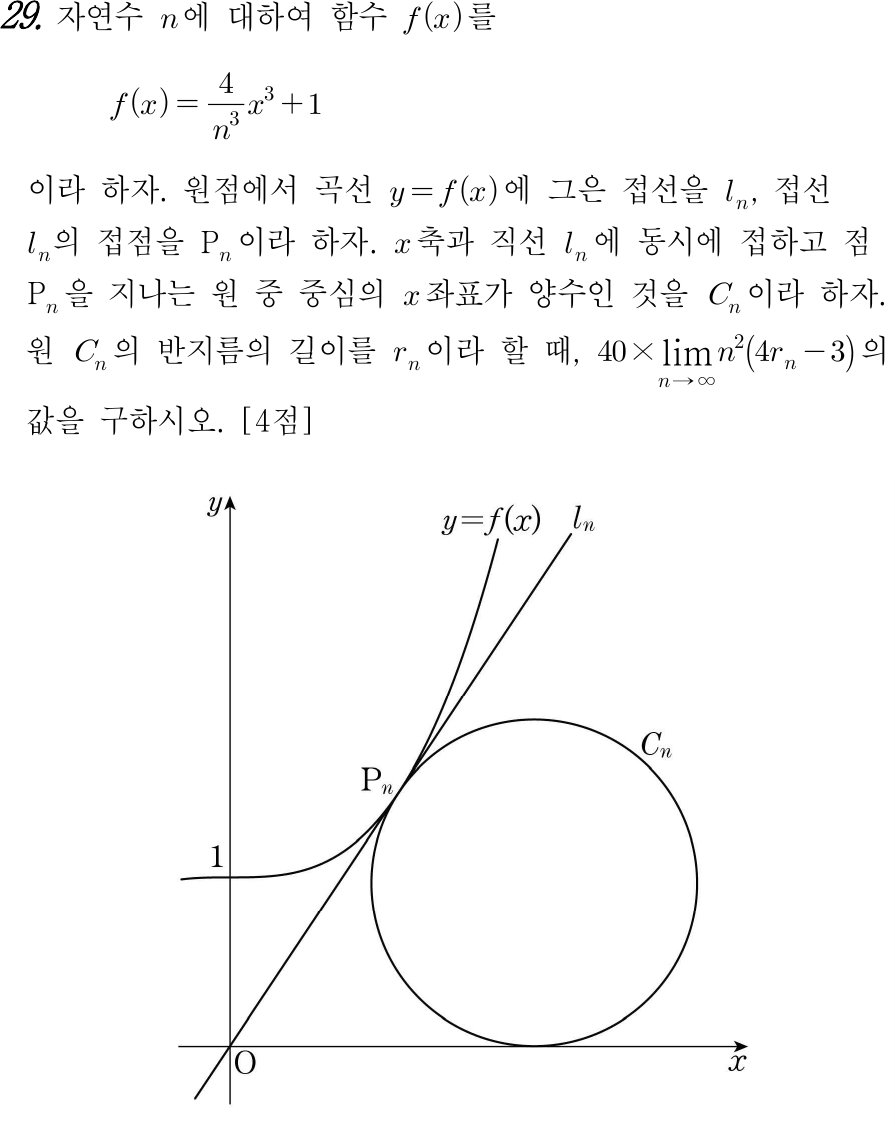 29. 자연수 n에 대하여 함수 f(x)를
f(x) = 4/n³ x³ + 1
이라 하자. 원점에서 곡선 y=f(x)에 그은 접선을 lₙ, 접선
lₙ의 접점을 Pₙ이라 하자. x축과 직선 lₙ에 동시에 접하고 점
Pₙ을 지나는 원 중 중심의 x좌표가 양수인 것을 Cₙ이라 하자.
원 Cₙ의 반지름의 길이를 rₙ이라 할 때, 40× lim n→∞ n²(4rₙ−3)의
값을 구하시오. [4점]
y
y=f(x)
lₙ
Cₙ
Pₙ
1
O
x